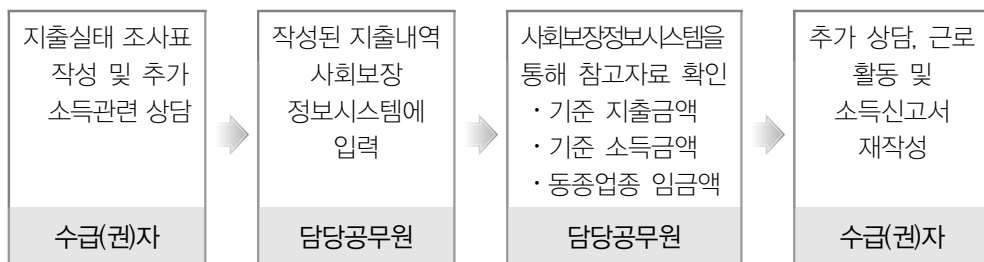 지출실태 조사표
작성 및 추가
소득관련 상담
수급(권)자
작성된 지출내역
사회보장
정보시스템에
입력
담당공무원
사회보장정보시스템을
통해 참고자료 확인
· 기준 지출금액
· 기준 소득금액
· 동종업종 임금액
담당공무원
추가 상담, 근로
활동 및
소득신고서
재작성
수급(권)자